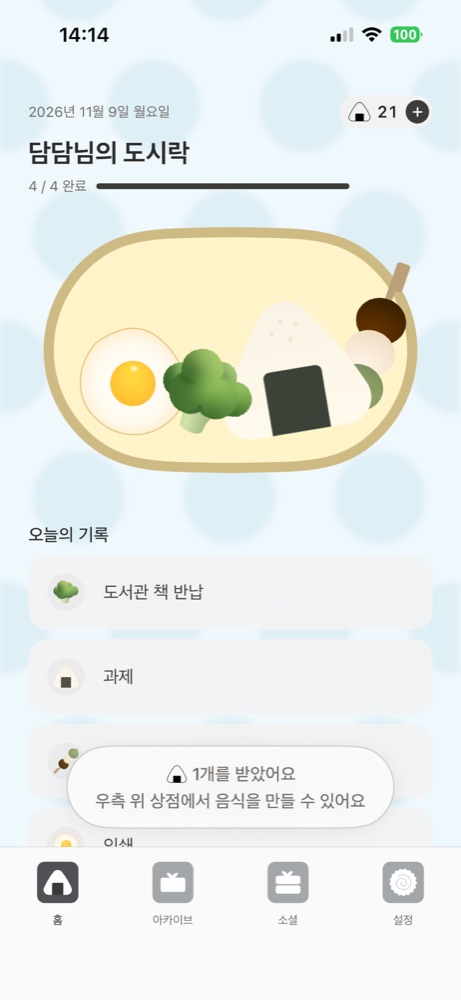 14:14
100
2026년 11월 9일 월요일
21
담담님의 도시락
4 / 4 완료
오늘의 기록
도서관 책 반납
과제
1개를 받았어요
우측 위 상점에서 음식을 만들 수 있어요
인쇄
홈
아카이브
소셜
설정